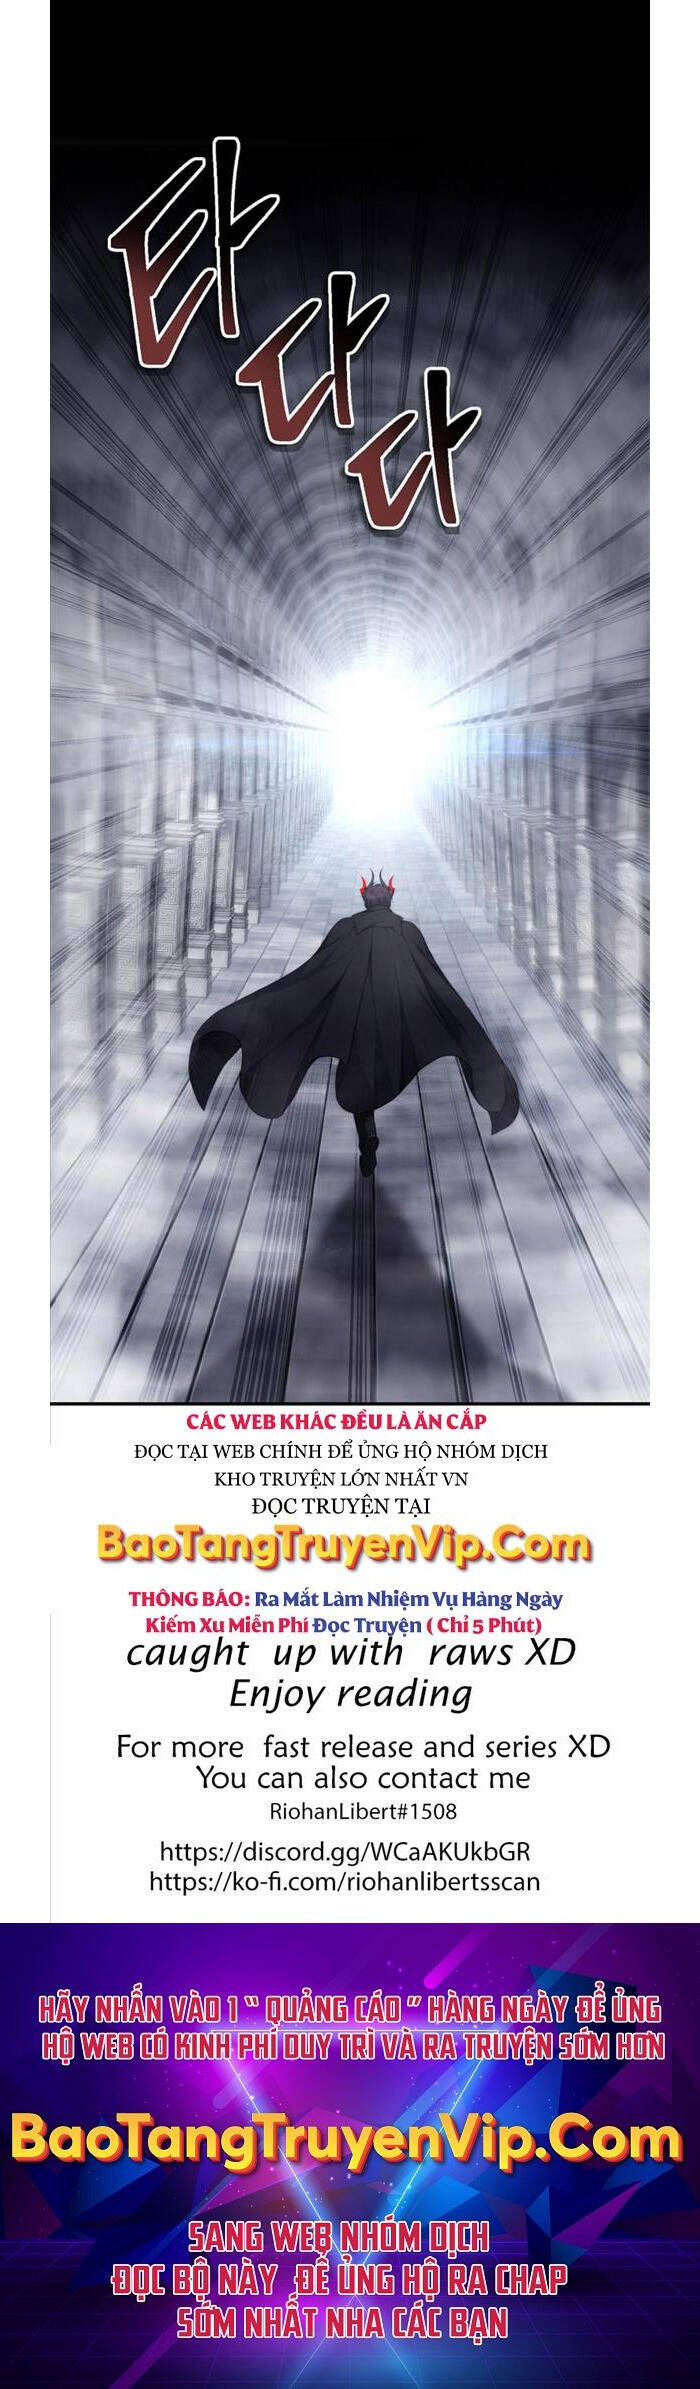 타
다
다
CÁC WEB KHÁC ĐỀU LÀ ĂN CẮP
ĐỌC TẠI WEB CHÍNH ĐỂ ỦNG HỘ NHÓM DỊCH
KHO TRUYỆN LỚN NHẤT VN
ĐỌC TRUYỆN TẠI
BaoTangTruyenVip.Com
THÔNG BÁO: Ra Mắt Làm Nhiệm Vụ Hàng Ngày
Kiếm Xu Miễn Phí Đọc Truyện ( Chỉ 5 Phút)
caught up with raws XD
Enjoy reading
For more fast release and series XD
You can also contact me
RiohanLibert#1508
https://discord.gg/WCaAKUkbGR
https://ko-fi.com/riohanlibertsscan
HÃY NHẤN VÀO 1 “ QUẢNG CÁO ” HÀNG NGÀY ĐỂ ỦNG
HỘ WEB CÓ KINH PHÍ DUY TRÌ VÀ RA TRUYỆN SỚM HƠN
BaoTangTruyenVip.Com
SANG WEB NHÓM DỊCH
ĐỌC BỘ NÀY ĐỂ ỦNG HỘ RA CHAP
SỚM NHẤT NHA CÁC BẠN